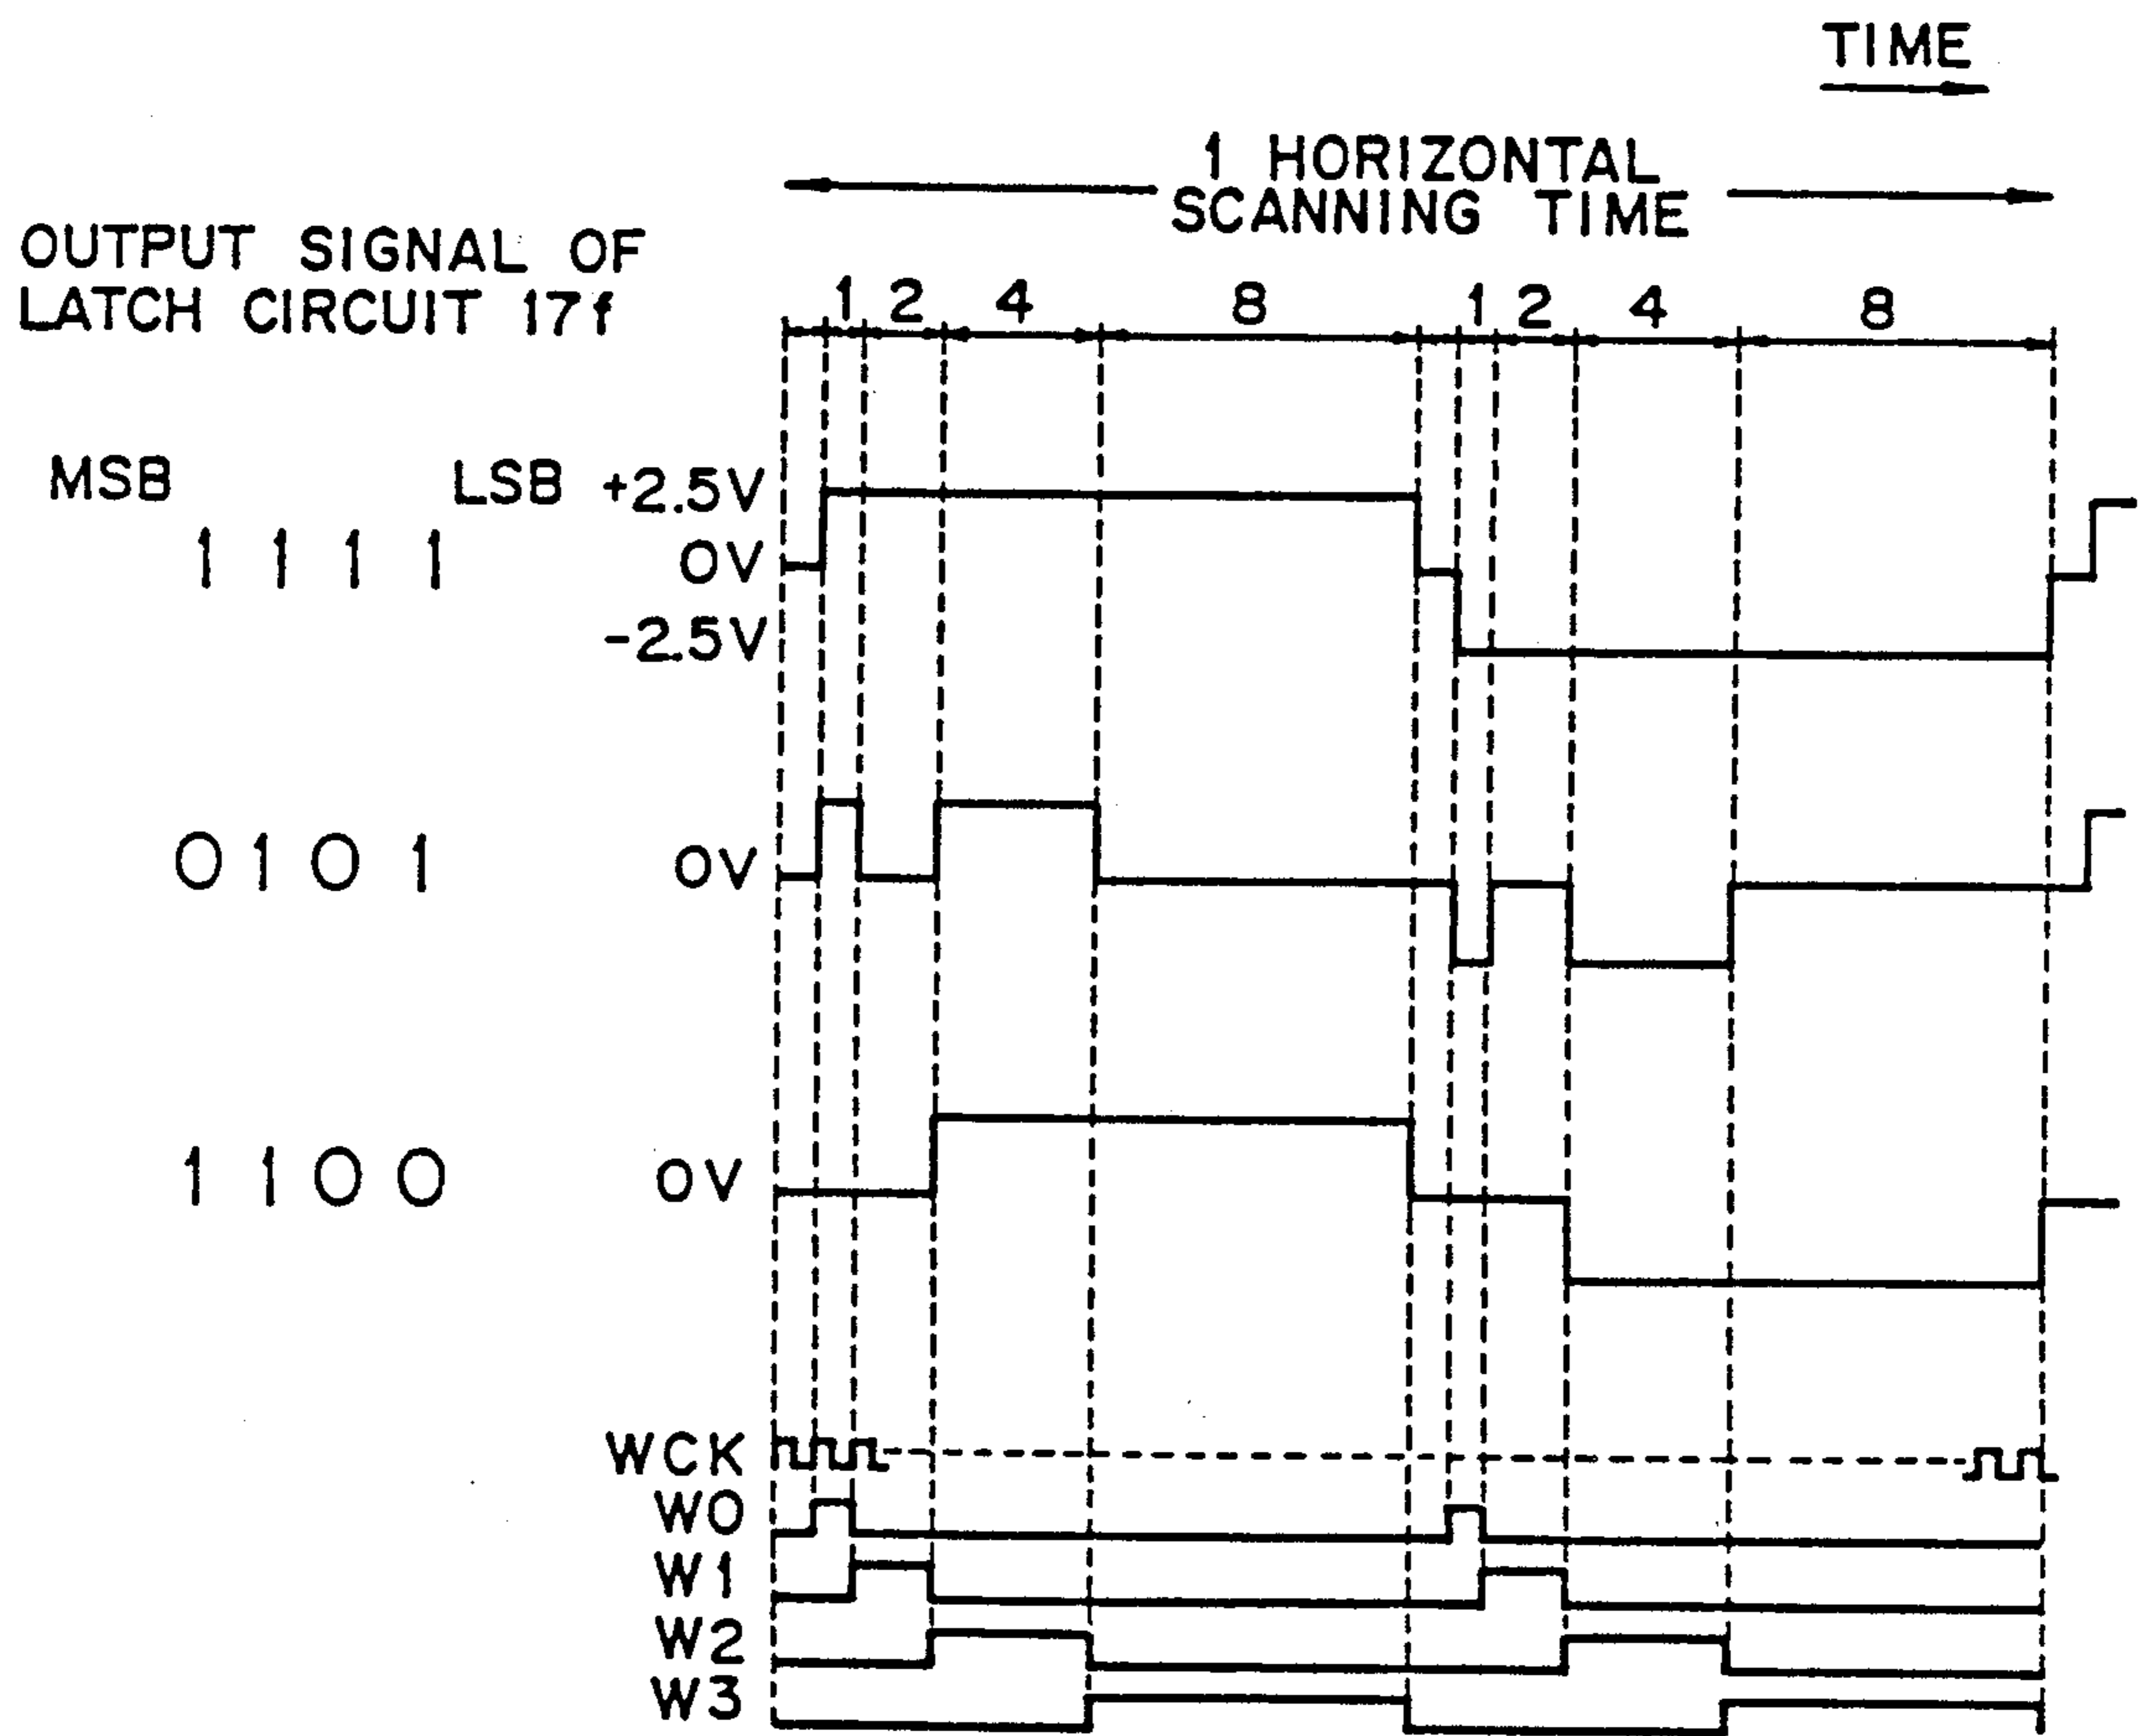 TIME
1 HORIZONTAL
SCANNING TIME
OUTPUT SIGNAL OF
LATCH CIRCUIT 17f
1 2 4 8 1 2 4 8
MSB LSB +2.5V
1 1 1 1 0V
-2.5V
0 1 0 1 0V
1 1 0 0 0V
WCK
W0
W1
W2
W3